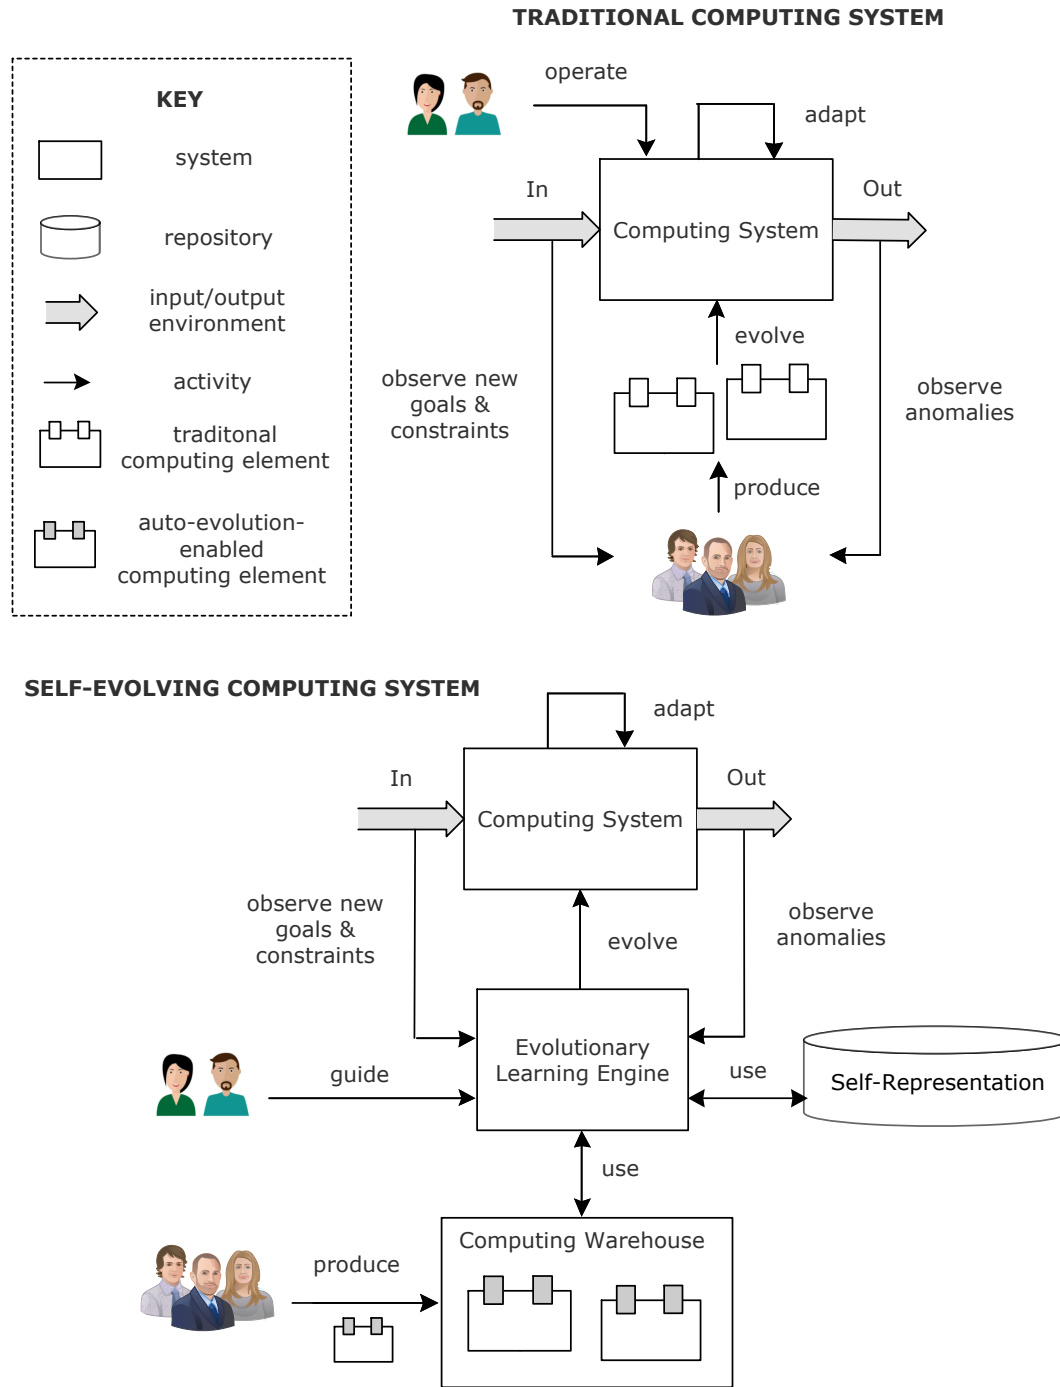 TRADITIONAL COMPUTING SYSTEM
KEY
system
repository
input/output
environment
activity
traditonal
computing element
auto-evolution-
enabled
computing element
operate
adapt
In
Out
Computing System
evolve
observe new
goals &
constraints
observe
anomalies
produce
SELF-EVOLVING COMPUTING SYSTEM
adapt
In
Out
Computing System
observe new
goals &
constraints
evolve
observe
anomalies
guide
Evolutionary
Learning Engine
use
Self-Representation
use
Computing Warehouse
produce